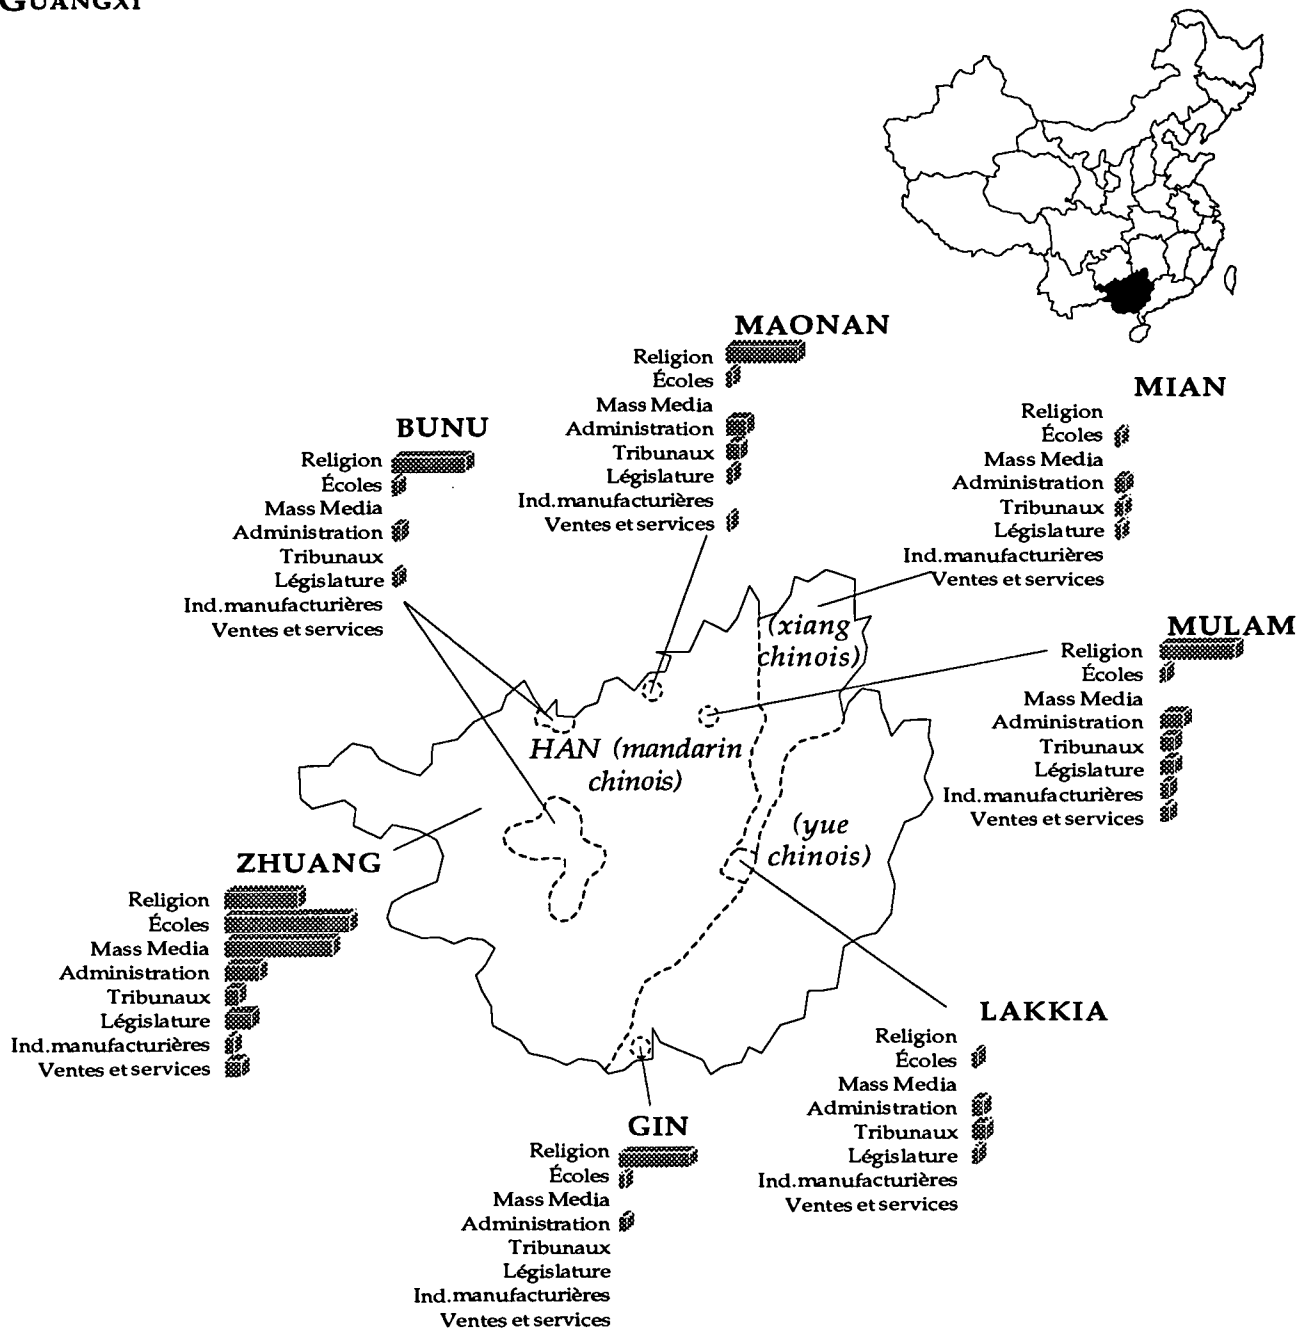 GUANGXI
MAONAN
Religion
Écoles
Mass Media
Administration
Tribunaux
Législature
Ind.manufacturières
Ventes et services
MIAN
Religion
Écoles
Mass Media
Administration
Tribunaux
Législature
Ind.manufacturières
Ventes et services
BUNU
Religion
Écoles
Mass Media
Administration
Tribunaux
Législature
Ind.manufacturières
Ventes et services
MULAM
Religion
Écoles
Mass Media
Administration
Tribunaux
Législature
Ind.manufacturières
Ventes et services
(xiang
chinois)
HAN (mandarin
chinois)
(yue
chinois)
ZHUANG
Religion
Écoles
Mass Media
Administration
Tribunaux
Législature
Ind.manufacturières
Ventes et services
LAKKIA
Religion
Écoles
Mass Media
Administration
Tribunaux
Législature
Ind.manufacturières
Ventes et services
GIN
Religion
Écoles
Mass Media
Administration
Tribunaux
Législature
Ind.manufacturières
Ventes et services